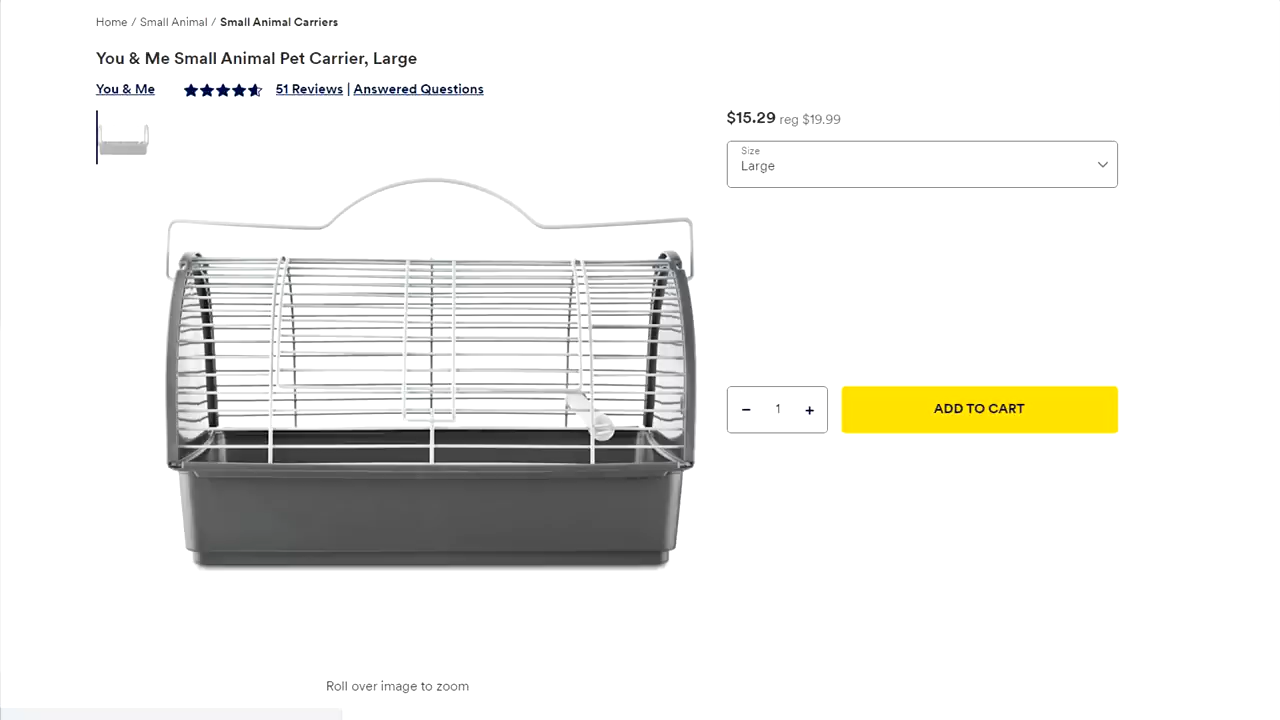 Home / Small Animal / Small Animal Carriers
You & Me Small Animal Pet Carrier, Large
You & Me 51 Reviews | Answered Questions
$15.29 reg $19.99
Size
Large
− 1 + ADD TO CART
Roll over image to zoom